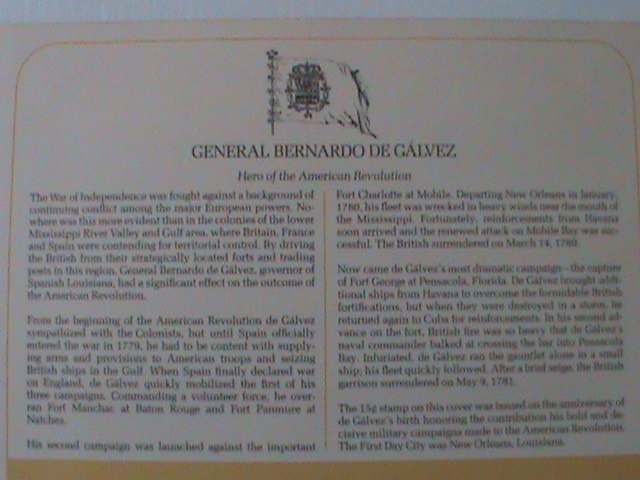 GENERAL BERNARDO DE GÁLVEZ
Hero of the American Revolution
The War of Independence was fought against a background of
continuing conflict among the major European powers. No-
where was this more evident than in the colonies of the lower
Mississippi River Valley and Gulf area, where Britain, France
and Spain were contending for territorial control. By driving
the British from their strategically located forts and trading
posts in this region, General Bernardo de Gálvez, governor of
Spanish Louisiana, had a significant effect on the outcome of
the American Revolution.
From the beginning of the American Revolution de Gálvez
sympathized with the Colonists, but until Spain officially
entered the war in 1779, he had to be content with supply-
ing arms and provisions to American troops and seizing
British ships in the Gulf. When Spain finally declared war
on England, de Gálvez quickly mobilized the first of his
three campaigns. Commanding a volunteer force, he over-
ran Fort Manchac at Baton Rouge and Fort Panmure at
Natchez.
His second campaign was launched against the important
Fort Charlotte at Mobile. Departing New Orleans in January,
1780, his fleet was wrecked in heavy winds near the mouth of
the Mississippi. Fortunately, reinforcements from Havana
soon arrived and the renewed attack on Mobile Bay was suc-
cessful. The British surrendered on March 14, 1780.
Now came de Gálvez's most dramatic campaign—the capture
of Fort George at Pensacola, Florida. De Gálvez brought addi-
tional ships from Havana to overcome the formidable British
fortifications, but when they were destroyed in a storm, he
returned again to Cuba for reinforcements. In his second ad-
vance on the fort, British fire was so heavy that de Gálvez's
naval commander balked at crossing the bar into Pensacola
Bay. Infuriated, de Gálvez ran the gauntlet alone in a small
ship; his fleet quickly followed. After a brief seige, the British
garrison surrendered on May 9, 1781.
The 15¢ stamp on this cover was issued on the anniversary of
de Gálvez's birth honoring the contribution his bold and de-
cisive military campaigns made to the American Revolution.
The First Day City was New Orleans, Louisiana.